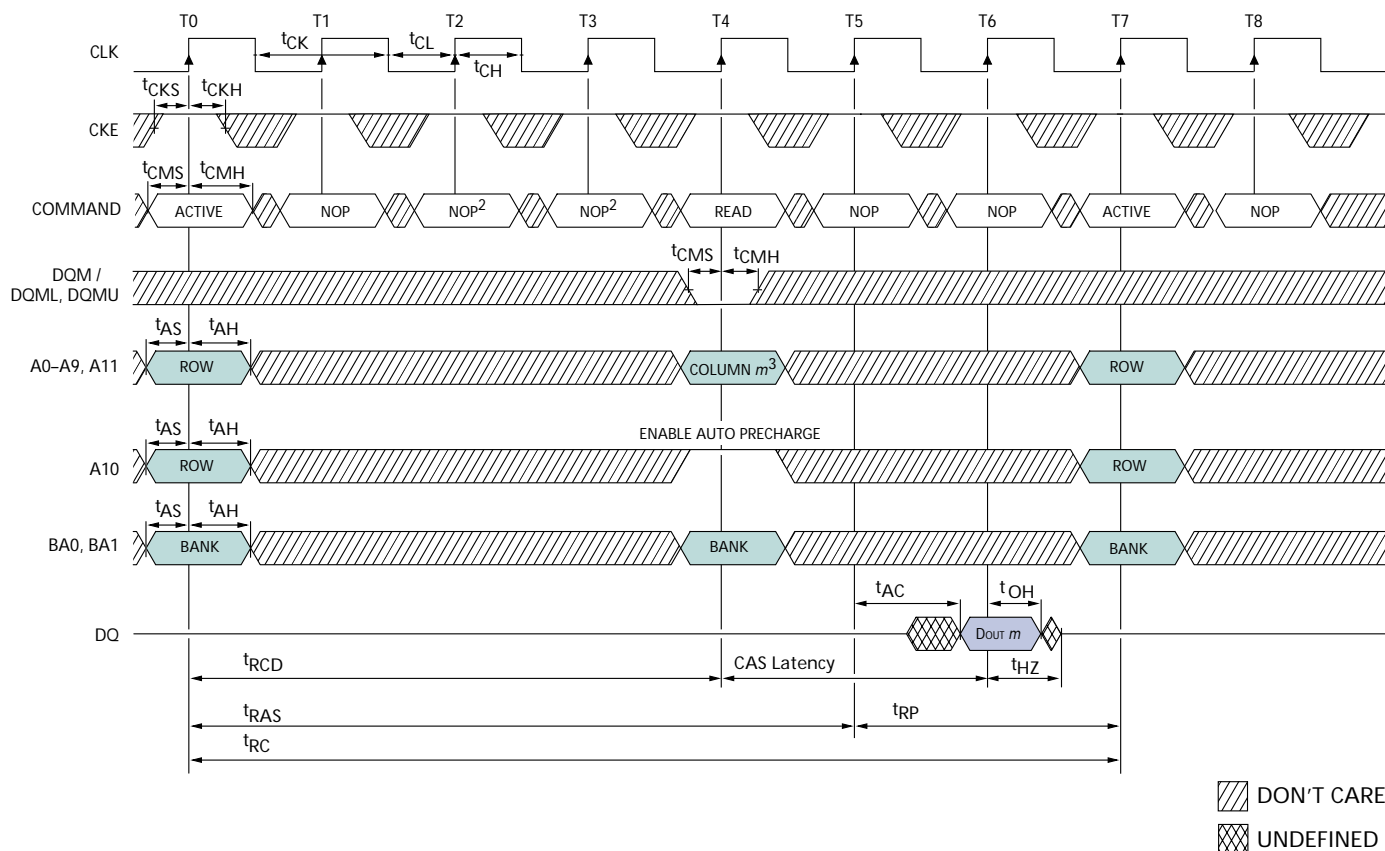 T0 T1 T2 T3 T4 T5 T6 T7 T8
CLK
tCK tCL
tCH
tCKS tCKH
CKE
tCMS tCMH
COMMAND ACTIVE NOP NOP2 NOP2 READ NOP NOP ACTIVE NOP
tCMS tCMH
DQM /
DQML, DQMU
tAS tAH
A0–A9, A11 ROW COLUMN m3 ROW
tAS tAH
ENABLE AUTO PRECHARGE
A10 ROW ROW
tAS tAH
BA0, BA1 BANK BANK BANK
tAC tOH
DQ DOUT m
tRCD CAS Latency tHZ
tRAS tRP
tRC
DON'T CARE
UNDEFINED